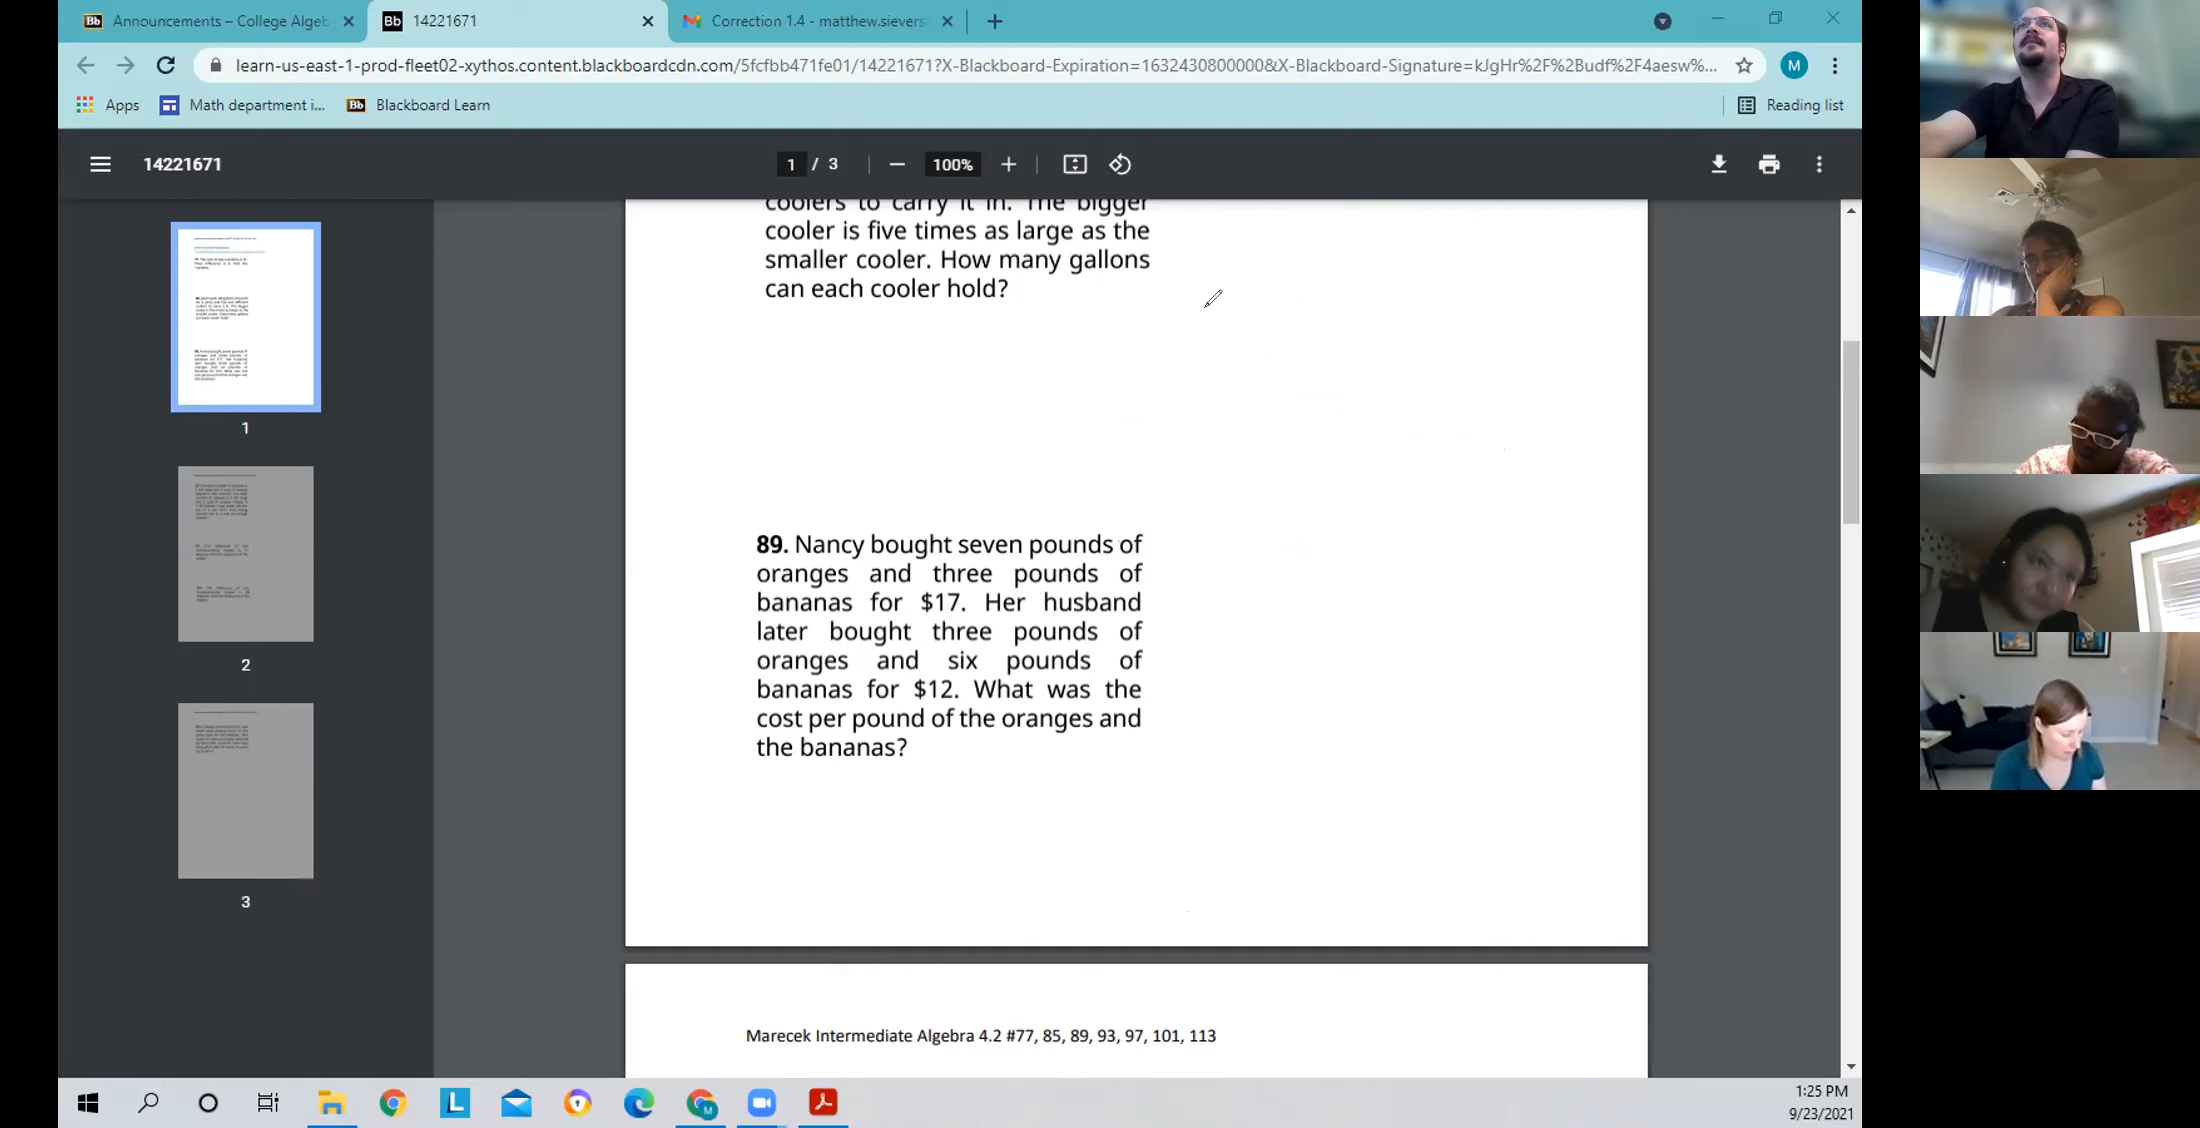 Announcements – College Algeb
14221671
Correction 1.4 - matthew.sievers
learn-us-east-1-prod-fleet02-xythos.content.blackboardcdn.com/5fcfbb471fe01/14221671?X-Blackboard-Expiration=1632430800000&X-Blackboard-Signature=kJgHr%2F%2Budf%2F4aesw%...
M
Apps
Math department i...
Bb
Blackboard Learn
Reading list
14221671
1 / 3
100%
1
2
3
coolers to carry it in. The bigger
cooler is five times as large as the
smaller cooler. How many gallons
can each cooler hold?
89. Nancy bought seven pounds of
oranges and three pounds of
bananas for $17. Her husband
later bought three pounds of
oranges and six pounds of
bananas for $12. What was the
cost per pound of the oranges and
the bananas?
Marecek Intermediate Algebra 4.2 #77, 85, 89, 93, 97, 101, 113
1:25 PM
9/23/2021